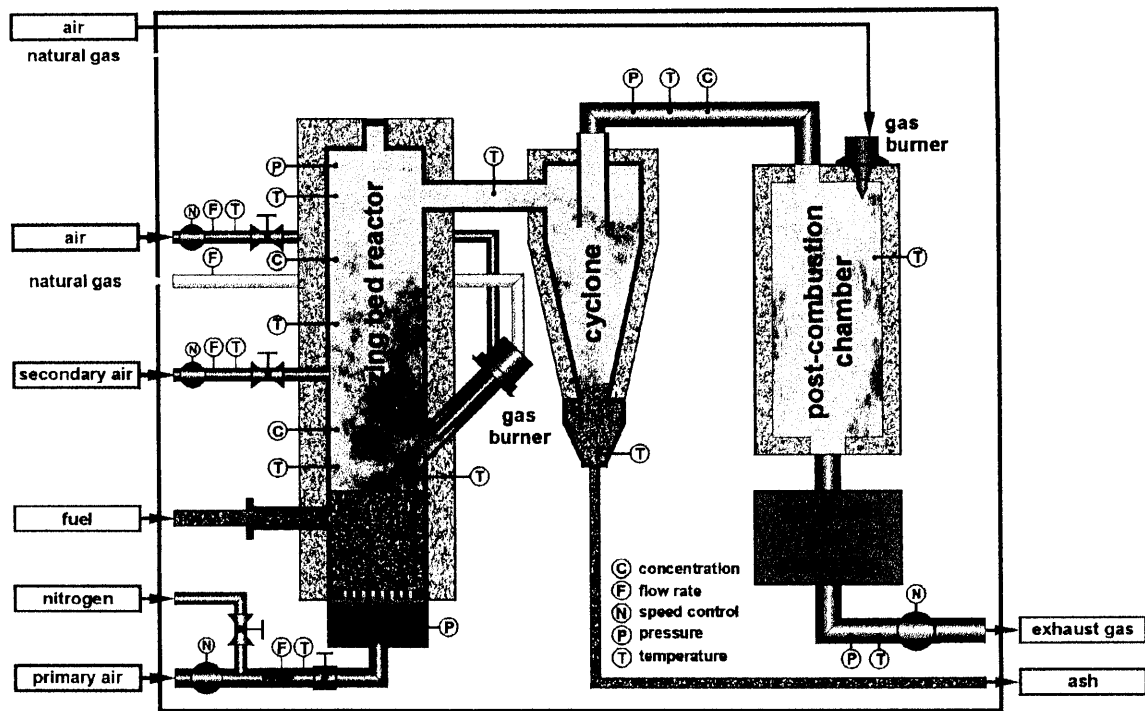 air
natural gas
P T C
gas
burner
P
T
T
N F T
air
C
F
natural gas
zing bed reactor
cyclone
post-combustion
chamber
T
T
N F T
secondary air
gas
burner
C
T
T
T
fuel
C concentration
F flow rate
N speed control
P pressure
T temperature
nitrogen
N
P
exhaust gas
N
F T
P T
primary air
ash